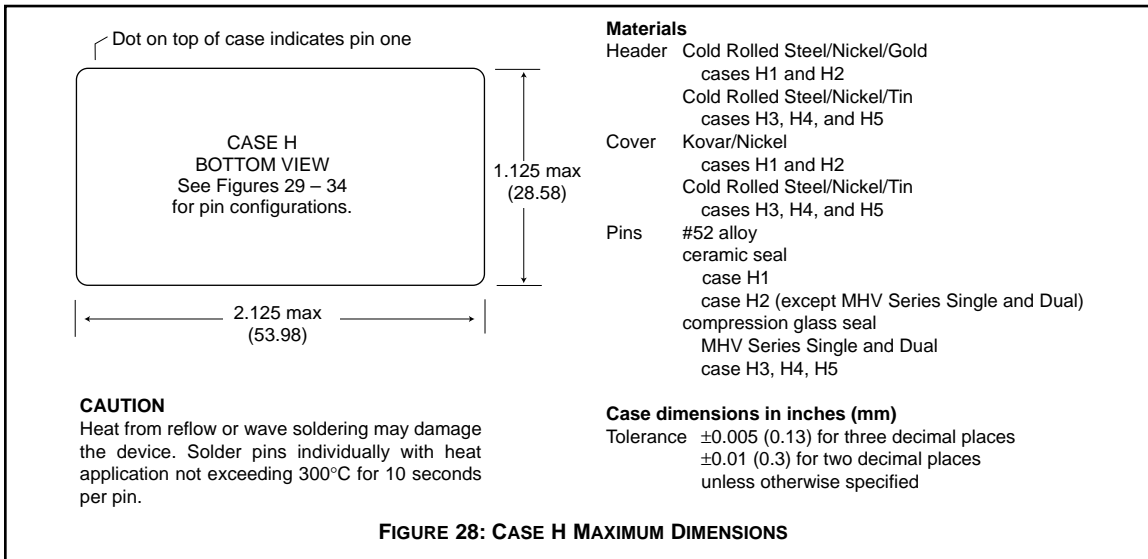 Dot on top of case indicates pin one
CASE H
BOTTOM VIEW
See Figures 29 – 34
for pin configurations.
1.125 max
(28.58)
2.125 max
(53.98)
CAUTION
Heat from reflow or wave soldering may damage
the device. Solder pins individually with heat
application not exceeding 300°C for 10 seconds
per pin.
Materials
Header Cold Rolled Steel/Nickel/Gold
cases H1 and H2
Cold Rolled Steel/Nickel/Tin
cases H3, H4, and H5
Cover Kovar/Nickel
cases H1 and H2
Cold Rolled Steel/Nickel/Tin
cases H3, H4, and H5
Pins #52 alloy
ceramic seal
case H1
case H2 (except MHV Series Single and Dual)
compression glass seal
MHV Series Single and Dual
case H3, H4, H5
Case dimensions in inches (mm)
Tolerance ±0.005 (0.13) for three decimal places
±0.01 (0.3) for two decimal places
unless otherwise specified
FIGURE 28: CASE H MAXIMUM DIMENSIONS